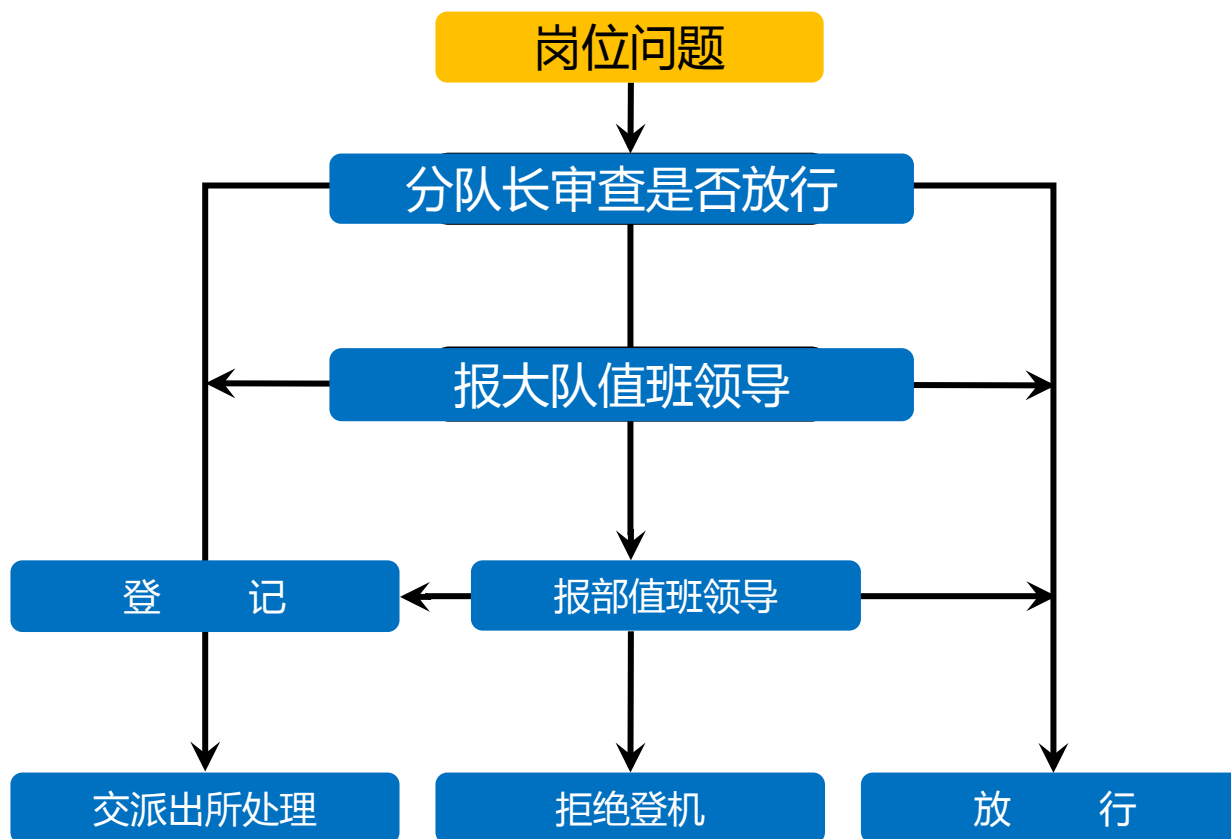 岗位问题
分队长审查是否放行
报大队值班领导
登 记
报部值班领导
交派出所处理
拒绝登机
放 行